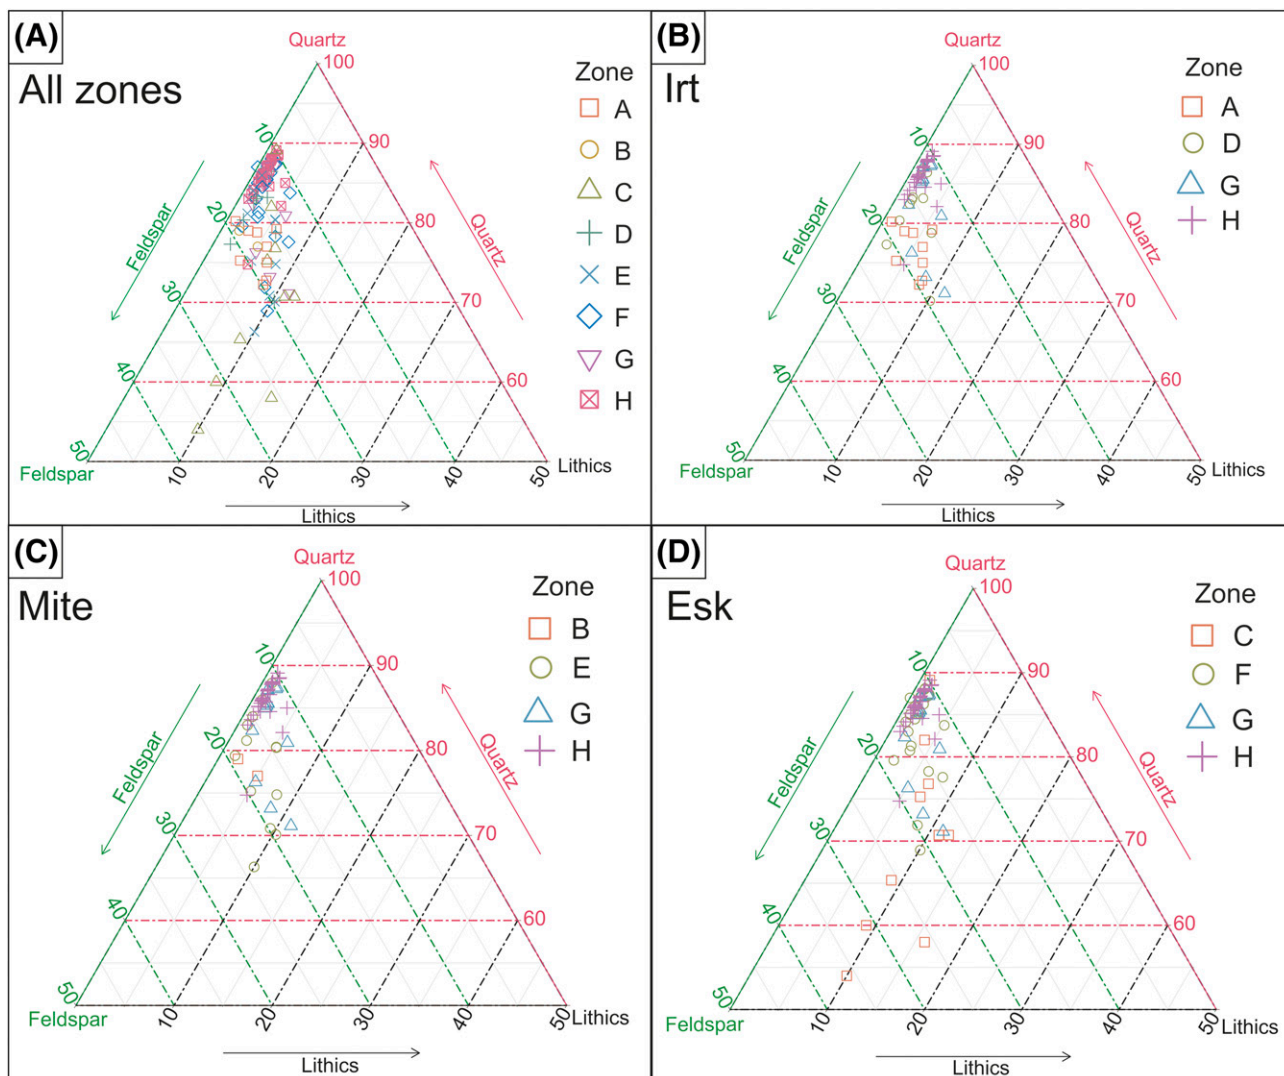 (A)
All zones
Quartz
100
90
80
70
60
10
20
30
40
50
Feldspar
Feldspar
Quartz
10
20
30
40
50
Lithics
Lithics
Zone
A
B
C
D
E
F
G
H
(B)
Irt
Quartz
100
90
80
70
60
10
20
30
40
50
Feldspar
Feldspar
Quartz
10
20
30
40
50
Lithics
Lithics
Zone
A
D
G
H
(C)
Mite
Quartz
100
90
80
70
60
10
20
30
40
50
Feldspar
Feldspar
Quartz
10
20
30
40
50
Lithics
Lithics
Zone
B
E
G
H
(D)
Esk
Quartz
100
90
80
70
60
10
20
30
40
50
Feldspar
Feldspar
Quartz
10
20
30
40
50
Lithics
Lithics
Zone
C
F
G
H